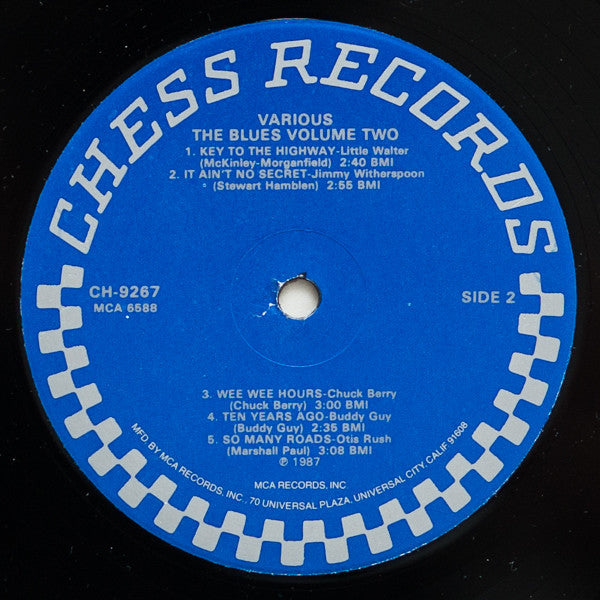 CHESS RECORDS
VARIOUS
THE BLUES VOLUME TWO
1. KEY TO THE HIGHWAY-Little Walter
(McKinley-Morganfield) 2:40 BMI
2. IT AIN'T NO SECRET-Jimmy Witherspoon
(Stewart Hamblen) 2:55 BMI
CH-9267
MCA 6588
SIDE 2
3. WEE WEE HOURS-Chuck Berry
(Chuck Berry) 3:00 BMI
4. TEN YEARS AGO-Buddy Guy
(Buddy Guy) 2:35 BMI
5. SO MANY ROADS-Otis Rush
(Marshall Paul) 3:08 BMI
℗ 1987
MCA RECORDS, INC
MFD. BY MCA RECORDS, INC., 70 UNIVERSAL PLAZA, UNIVERSAL CITY, CALIF. 91608